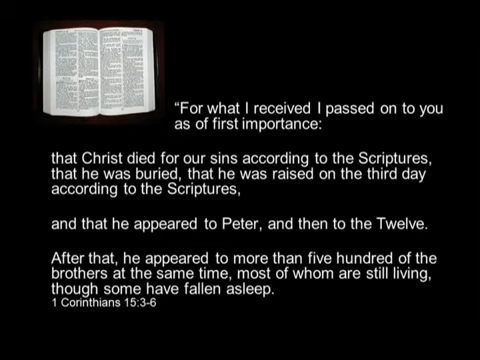 “For what I received I passed on to you
as of first importance:
that Christ died for our sins according to the Scriptures,
that he was buried, that he was raised on the third day
according to the Scriptures,
and that he appeared to Peter, and then to the Twelve.
After that, he appeared to more than five hundred of the
brothers at the same time, most of whom are still living,
though some have fallen asleep.
1 Corinthians 15:3-6